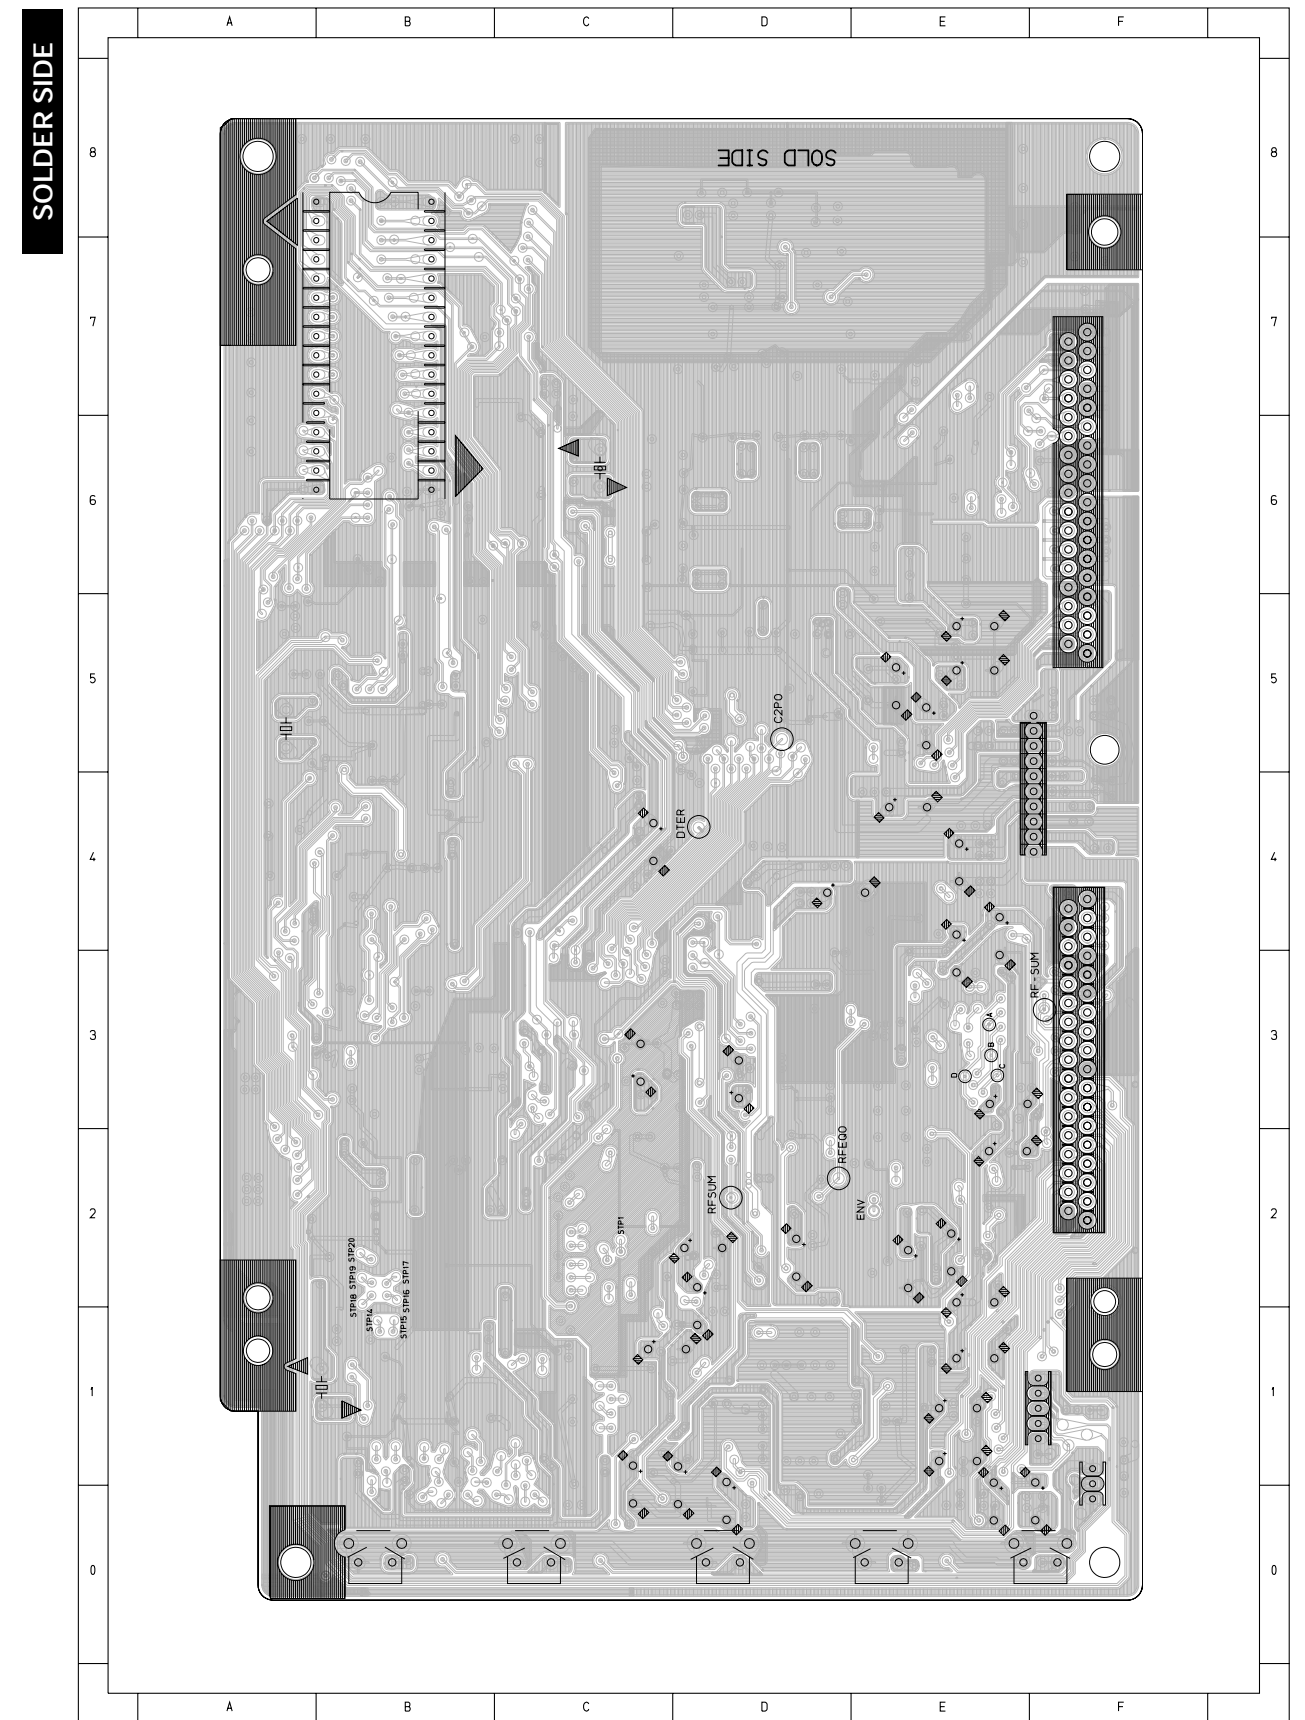 SOLDER SIDE
A B C D E F
8 8
SOLD SIDE
7 7
6 6
5 5
C2PO
DTER
4 4
RF-SUM
3 3
A
B
D
C
RFEQO
RFSUM
ENV
2 2
STP1
STP20
STP19
STP17
STP18
STP16
STP14
STP15
1 1
0 0
A B C D E F